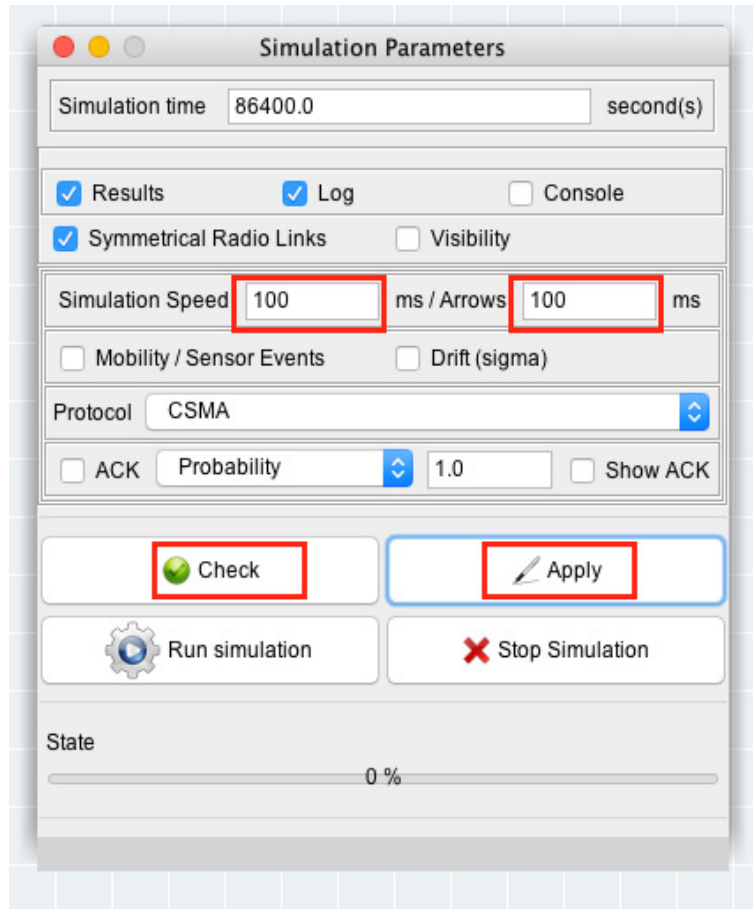 Simulation Parameters
Simulation time 86400.0 second(s)
Results Log Console
Symmetrical Radio Links Visibility
Simulation Speed 100 ms / Arrows 100 ms
Mobility / Sensor Events Drift (sigma)
Protocol CSMA
ACK Probability 1.0 Show ACK
Check Apply
Run simulation Stop Simulation
State
0 %